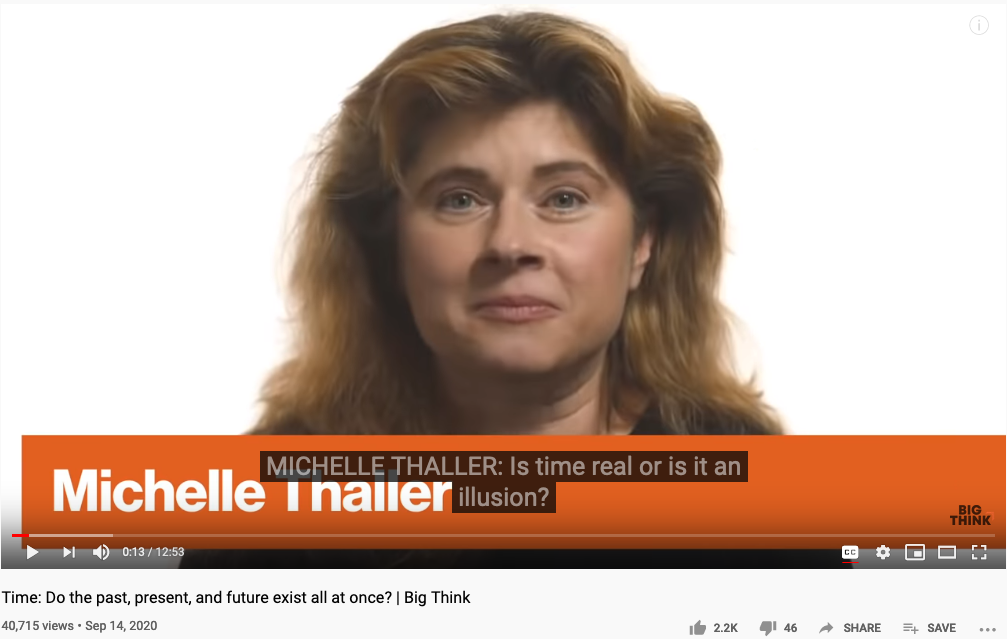 MICHELLE THALLER: Is time real or is it an
illusion?
Michelle Thaller
BIG
THINK
0:13 / 12:53
CC
Time: Do the past, present, and future exist all at once? | Big Think
40,715 views • Sep 14, 2020
2.2K
46
SHARE
SAVE